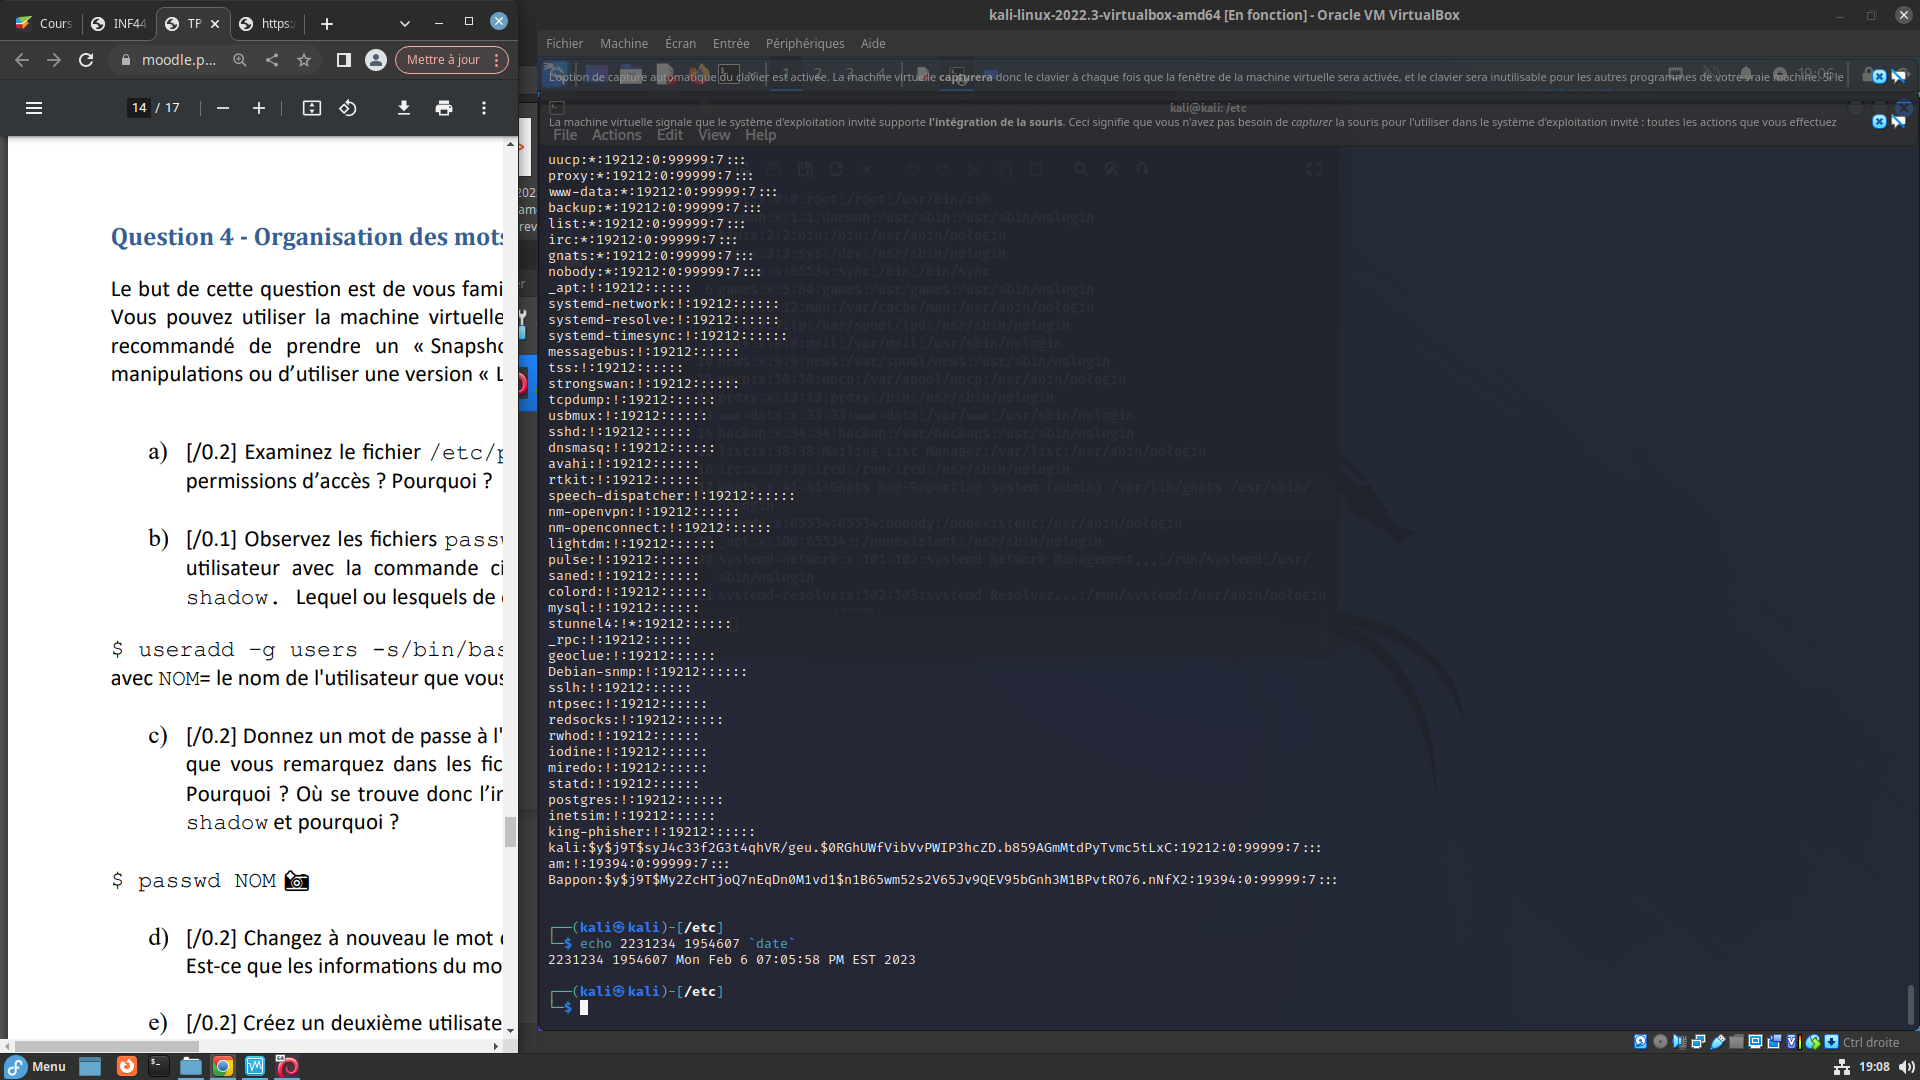 Cours
INF44
TP
https:
kali-linux-2022.3-virtualbox-amd64 [En fonction] - Oracle VM VirtualBox
moodle.p...
Mettre à jour
Fichier Machine Écran Entrée Périphériques Aide
L'option de capture automatique du clavier est activée. La machine virtuelle capturera donc le clavier à chaque fois que la fenêtre de la machine virtuelle sera activée, et le clavier sera inutilisable pour les autres programmes de votre vraie machine. Si le
14 / 17
kali@kali: /etc
La machine virtuelle signale que le système d'exploitation invité supporte l'intégration de la souris. Ceci signifie que vous n'avez pas besoin de capturer la souris pour l'utiliser dans le système d'exploitation invité : toutes les actions que vous effectuez
File Actions Edit View Help
Question 4 - Organisation des mots
Le but de cette question est de vous fami
Vous pouvez utiliser la machine virtuelle
recommandé de prendre un « Snapsho
manipulations ou d'utiliser une version « L
a) [/0.2] Examinez le fichier /etc/p
permissions d'accès ? Pourquoi ?
b) [/0.1] Observez les fichiers passw
utilisateur avec la commande ci
shadow. Lequel ou lesquels de
$ useradd -g users -s/bin/bas
avec NOM= le nom de l'utilisateur que vous
c) [/0.2] Donnez un mot de passe à l'
que vous remarquez dans les fic
Pourquoi ? Où se trouve donc l'in
shadow et pourquoi ?
$ passwd NOM
d) [/0.2] Changez à nouveau le mot
Est-ce que les informations du mo
e) [/0.2] Créez un deuxième utilisate
uucp:*:19212:0:99999:7:::
proxy:*:19212:0:99999:7:::
www-data:*:19212:0:99999:7:::
backup:*:19212:0:99999:7:::
list:*:19212:0:99999:7:::
irc:*:19212:0:99999:7:::
gnats:*:19212:0:99999:7:::
nobody:*:19212:0:99999:7:::
_apt:!:19212::::::
systemd-network:!:19212::::::
systemd-resolve:!:19212::::::
systemd-timesync:!:19212::::::
messagebus:!:19212::::::
tss:!:19212::::::
strongswan:!:19212::::::
tcpdump:!:19212::::::
usbmux:!:19212::::::
sshd:!:19212::::::
dnsmasq:!:19212::::::
avahi:!:19212::::::
rtkit:!:19212::::::
speech-dispatcher:!:19212::::::
nm-openvpn:!:19212::::::
nm-openconnect:!:19212::::::
lightdm:!:19212::::::
pulse:!:19212::::::
saned:!:19212::::::
colord:!:19212::::::
mysql:!:19212::::::
stunnel4:!*:19212::::::
_rpc:!:19212::::::
geoclue:!:19212::::::
Debian-snmp:!:19212::::::
sslh:!:19212::::::
ntpsec:!:19212::::::
redsocks:!:19212::::::
rwhod:!:19212::::::
iodine:!:19212::::::
miredo:!:19212::::::
statd:!:19212::::::
postgres:!:19212::::::
inetsim:!:19212::::::
king-phisher:!:19212::::::
kali:$y$j9T$syJ4c33f2G3t4qhVR/geu.$0RGhUWfVibVvPWIP3hcZD.b859AGmMtdPyTvmc5tLxC:19212:0:99999:7:::
am:!:19394:0:99999:7:::
Bappon:$y$j9T$My2ZcHTjoQ7nEqDn0M1vd1$n1B65wm52s2V65Jv9QEV95bGnh3M1BPvtRO76.nNfX2:19394:0:99999:7:::
┌──(kali㉿kali)-[/etc]
└─$ echo 2231234 1954607 `date`
2231234 1954607 Mon Feb 6 07:05:58 PM EST 2023
┌──(kali㉿kali)-[/etc]
└─$
Ctrl droite
Menu
19:08